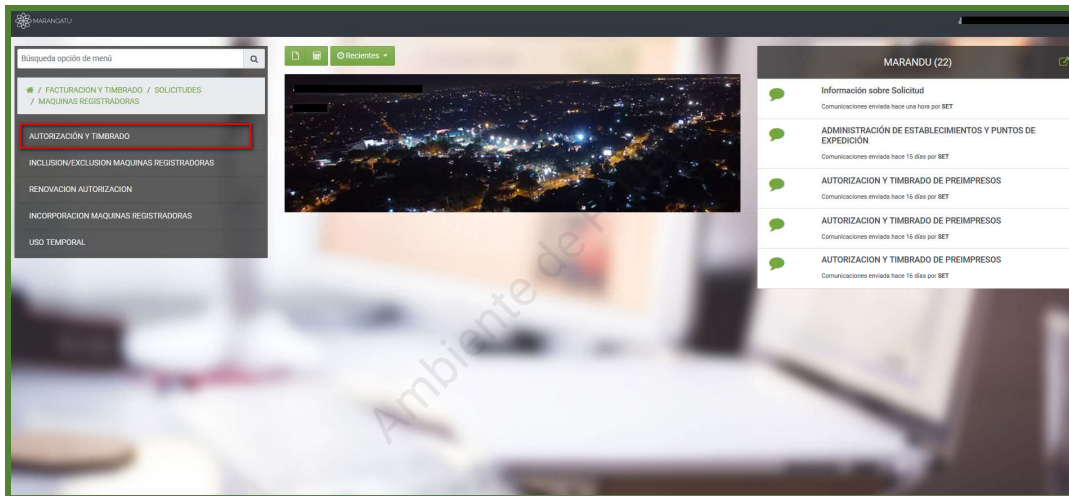 MARANGATU
Búsqueda opción de menú
/ FACTURACION Y TIMBRADO / SOLICITUDES
/ MAQUINAS REGISTRADORAS
AUTORIZACIÓN Y TIMBRADO
INCLUSION/EXCLUSION MAQUINAS REGISTRADORAS
RENOVACION AUTORIZACION
INCORPORACION MAQUINAS REGISTRADORAS
USO TEMPORAL
Recientes
MARANDU (22)
Información sobre Solicitud
Comunicaciones enviada hace una hora por SET
ADMINISTRACIÓN DE ESTABLECIMIENTOS Y PUNTOS DE
EXPEDICIÓN
Comunicaciones enviada hace 15 días por SET
AUTORIZACION Y TIMBRADO DE PREIMPRESOS
Comunicaciones enviada hace 16 días por SET
AUTORIZACION Y TIMBRADO DE PREIMPRESOS
Comunicaciones enviada hace 16 días por SET
AUTORIZACION Y TIMBRADO DE PREIMPRESOS
Comunicaciones enviada hace 16 días por SET
Ambiente de